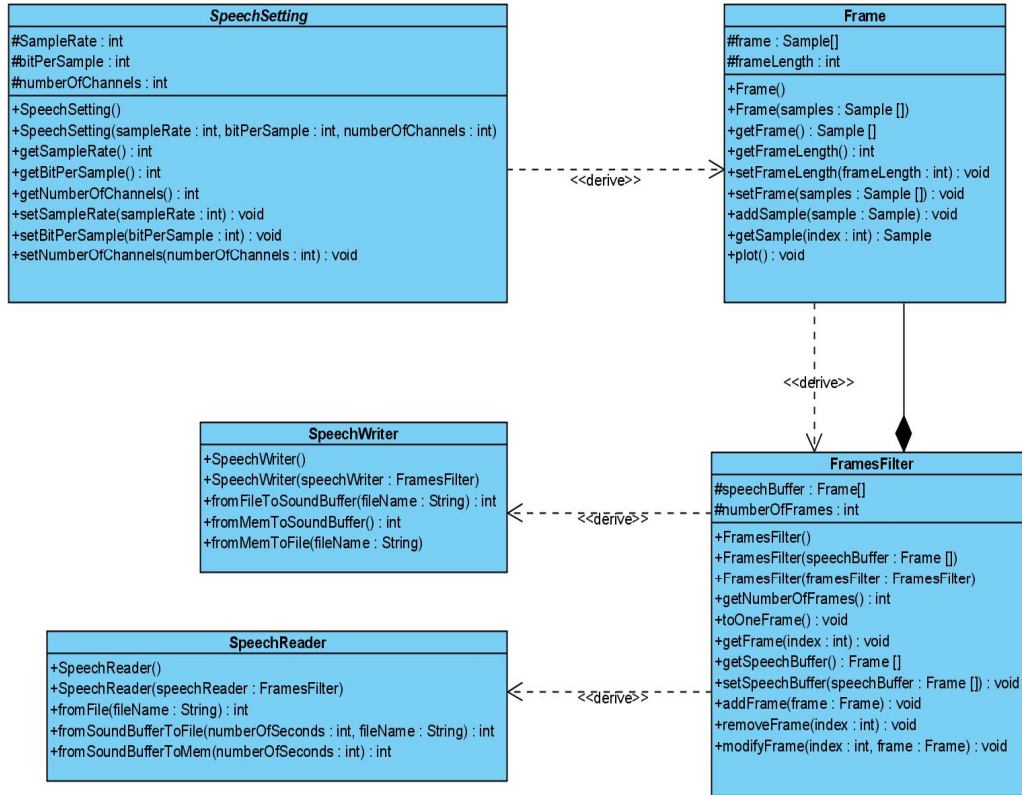 SpeechSetting
#SampleRate : int
#bitPerSample : int
#numberOfChannels : int
+SpeechSetting()
+SpeechSetting(sampleRate : int, bitPerSample : int, numberOfChannels : int)
+getSampleRate() : int
+getBitPerSample() : int
+getNumberOfChannels() : int
+setSampleRate(sampleRate : int) : void
+setBitPerSample(bitPerSample : int) : void
+setNumberOfChannels(numberOfChannels : int) : void
<<derive>>
Frame
#frame : Sample[]
#frameLength : int
+Frame()
+Frame(samples : Sample [])
+getFrame() : Sample []
+getFrameLength() : int
+setFrameLength(frameLength : int) : void
+setFrame(samples : Sample []) : void
+addSample(sample : Sample) : void
+getSample(index : int) : Sample
+plot() : void
<<derive>>
SpeechWriter
+SpeechWriter()
+SpeechWriter(speechWriter : FramesFilter)
+fromFileToSoundBuffer(fileName : String) : int
+fromMemToSoundBuffer() : int
+fromMemToFile(fileName : String)
<<derive>>
FramesFilter
#speechBuffer : Frame[]
#numberOfFrames : int
+FramesFilter()
+FramesFilter(speechBuffer : Frame [])
+FramesFilter(framesFilter : FramesFilter)
+getNumberOfFrames() : int
+toOneFrame() : void
+getFrame(index : int) : void
+getSpeechBuffer() : Frame []
+setSpeechBuffer(speechBuffer : Frame []) : void
+addFrame(frame : Frame) : void
+removeFrame(index : int) : void
+modifyFrame(index : int, frame : Frame) : void
SpeechReader
+SpeechReader()
+SpeechReader(speechReader : FramesFilter)
+fromFile(fileName : String) : int
+fromSoundBufferToFile(numberOfSeconds : int, fileName : String) : int
+fromSoundBufferToMem(numberOfSeconds : int) : int
<<derive>>